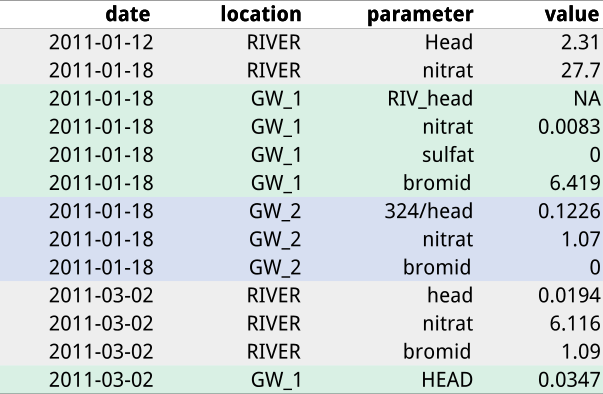 date location parameter value
2011-01-12 RIVER Head 2.31
2011-01-18 RIVER nitrat 27.7
2011-01-18 GW_1 RIV_head NA
2011-01-18 GW_1 nitrat 0.0083
2011-01-18 GW_1 sulfat 0
2011-01-18 GW_1 bromid 6.419
2011-01-18 GW_2 324/head 0.1226
2011-01-18 GW_2 nitrat 1.07
2011-01-18 GW_2 bromid 0
2011-03-02 RIVER head 0.0194
2011-03-02 RIVER nitrat 6.116
2011-03-02 RIVER bromid 1.09
2011-03-02 GW_1 HEAD 0.0347